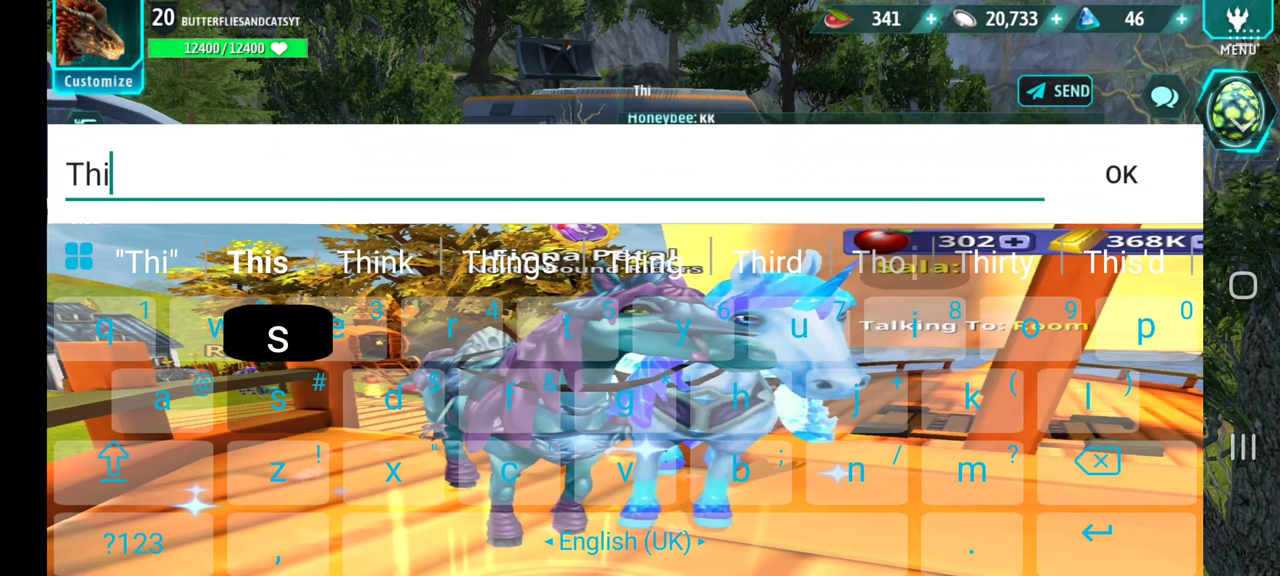 20 BUTTERFLIESANDCATSYT
341 + 20,733 + 46 +
12400/12400
Customize
MENU
Thi
SEND
Honeybee: KK
Thi
OK
302 + 368K
"Thi" This Think Things Thing Third Thoj Thirty This'd
Sala:
Talking To: Room
q 1 w e 3 r 4 t 5 y 6 u 7 i 8 o 9 p 0
s
a @ s # d $ f & g * h j + k ( l )
z ! x " c ' v : b ; n / m ?
?123 , English (UK) .